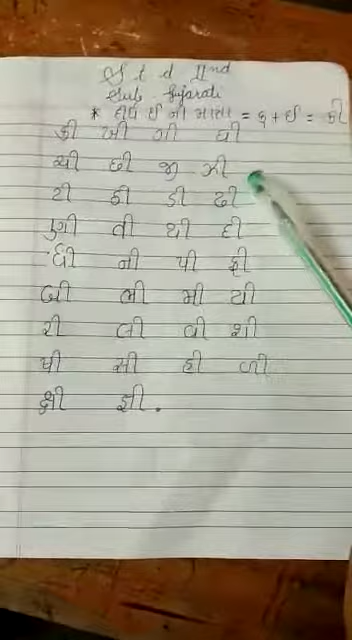 Std IInd
Sub - Gujarati
* દીર્ઘ ઈ ની માત્રા = ક + ઈ = કી
કી ખી ગી ઘી
ચી છી જી ઝી
ટી ઠી ડી ઢી
ણી તી થી દી
ધી ની પી ફી
બી ભી મી યી
રી લી વી શી
ષી સી હી ળી
ક્ષી જ્ઞી.